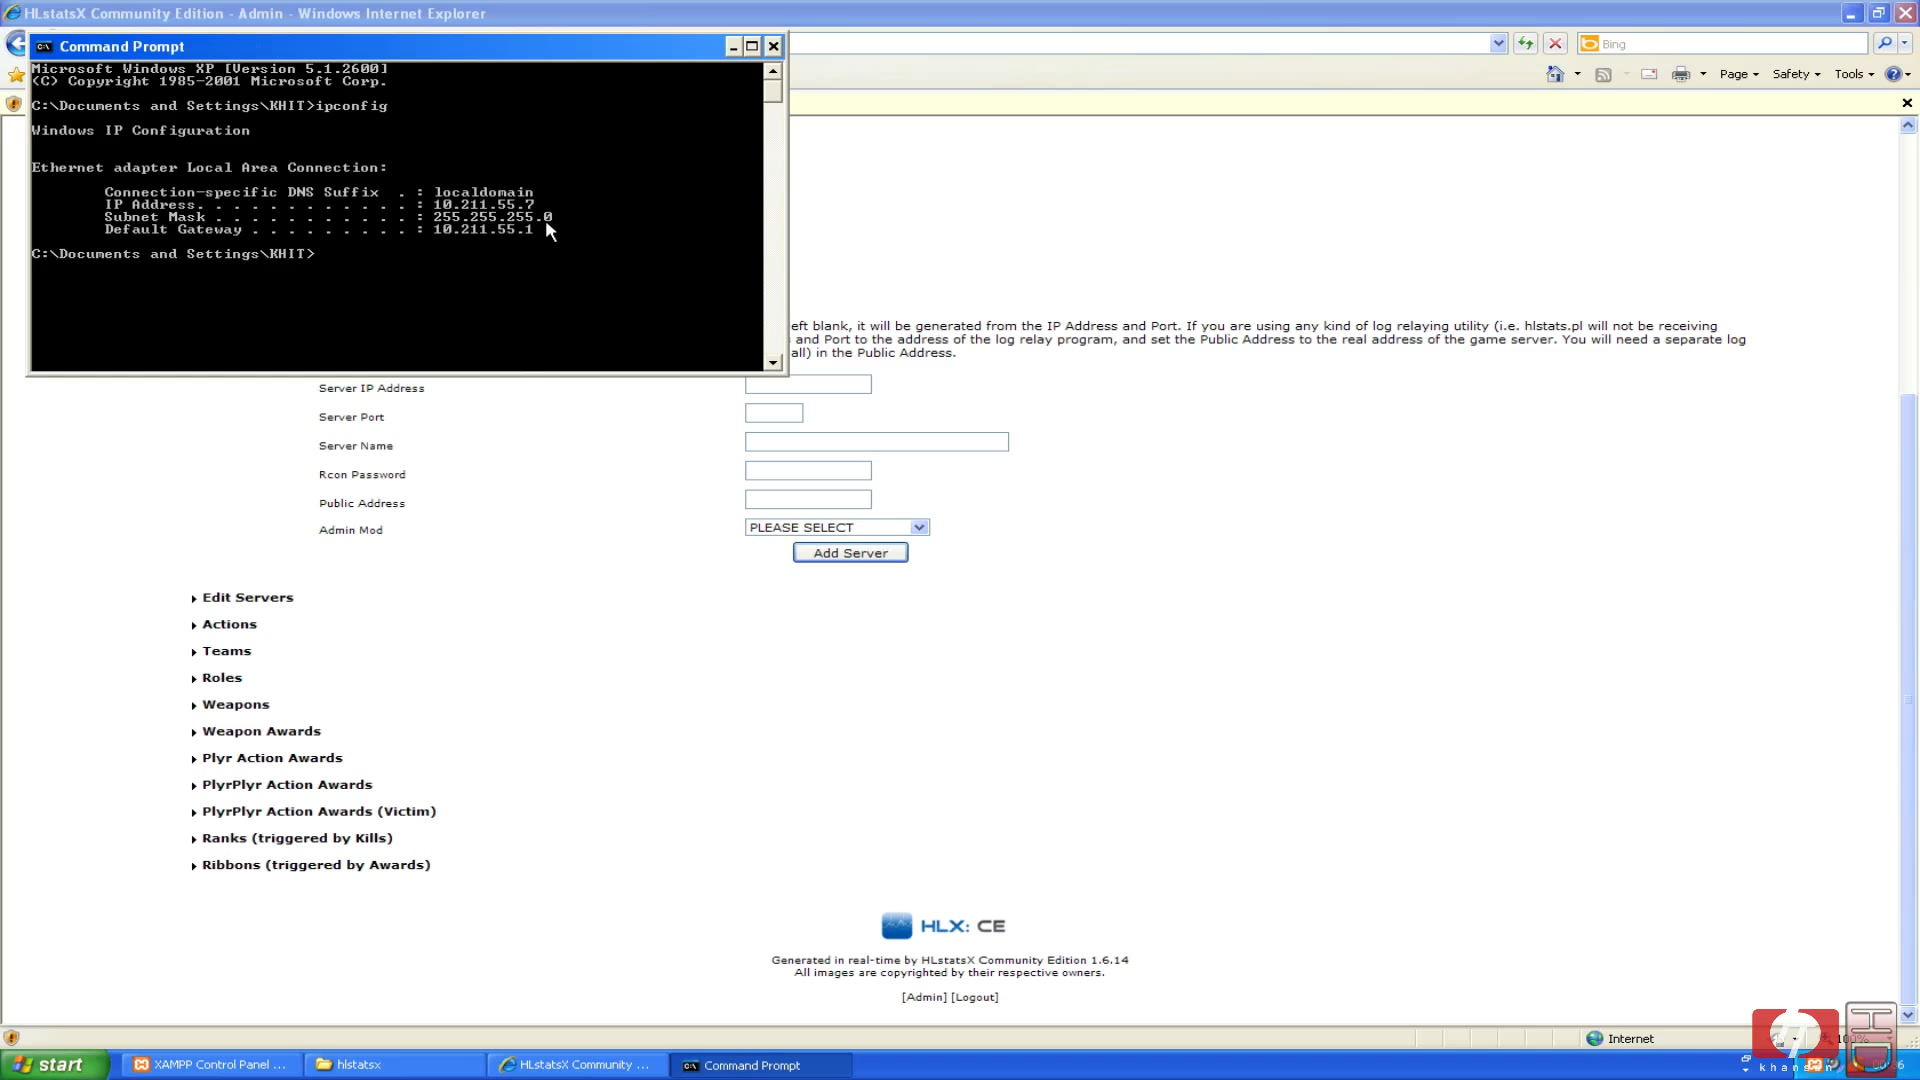 HLstatsX Community Edition - Admin - Windows Internet Explorer
Bing
Command Prompt
Page
Safety
Tools
Microsoft Windows XP [Version 5.1.2600]
(C) Copyright 1985-2001 Microsoft Corp.
C:\Documents and Settings\KHIT>ipconfig
Windows IP Configuration
Ethernet adapter Local Area Connection:
Connection-specific DNS Suffix . : localdomain
IP Address. . . . . . . . . . . . : 10.211.55.7
Subnet Mask . . . . . . . . . . . : 255.255.255.0
Default Gateway . . . . . . . . . : 10.211.55.1
C:\Documents and Settings\KHIT>
eft blank, it will be generated from the IP Address and Port. If you are using any kind of log relaying utility (i.e. hlstats.pl will not be receiving
and Port to the address of the log relay program, and set the Public Address to the real address of the game server. You will need a separate log
all) in the Public Address.
Server IP Address
Server Port
Server Name
Rcon Password
Public Address
Admin Mod
PLEASE SELECT
Add Server
Edit Servers
Actions
Teams
Roles
Weapons
Weapon Awards
Plyr Action Awards
PlyrPlyr Action Awards
PlyrPlyr Action Awards (Victim)
Ranks (triggered by Kills)
Ribbons (triggered by Awards)
HLX: CE
Generated in real-time by HLstatsX Community Edition 1.6.14
All images are copyrighted by their respective owners.
[Admin] [Logout]
Internet
start
XAMPP Control Panel ...
hlstatsx
HLstatsX Community ...
Command Prompt